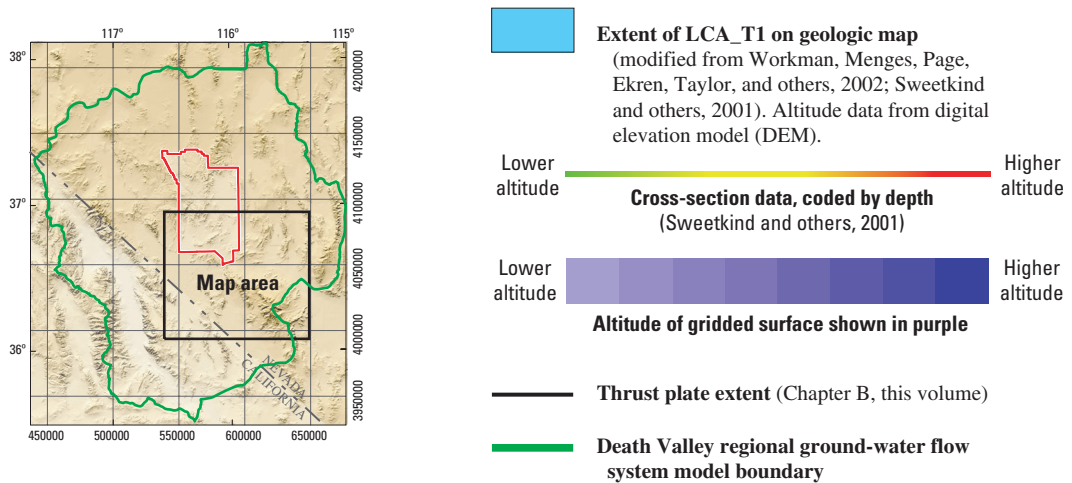 117° 116° 115°
38°
37°
36°
4200000
4150000
4100000
4050000
4000000
3950000
Map area
NEVADA
CALIFORNIA
450000 500000 550000 600000 650000
Extent of LCA_T1 on geologic map
(modified from Workman, Menges, Page,
Ekren, Taylor, and others, 2002; Sweetkind
and others, 2001). Altitude data from digital
elevation model (DEM).
Lower
altitude
Higher
altitude
Cross-section data, coded by depth
(Sweetkind and others, 2001)
Lower
altitude
Higher
altitude
Altitude of gridded surface shown in purple
Thrust plate extent (Chapter B, this volume)
Death Valley regional ground-water flow
system model boundary